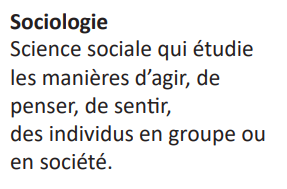 Sociologie
Science sociale qui étudie
les manières d’agir, de
penser, de sentir,
des individus en groupe ou
en société.